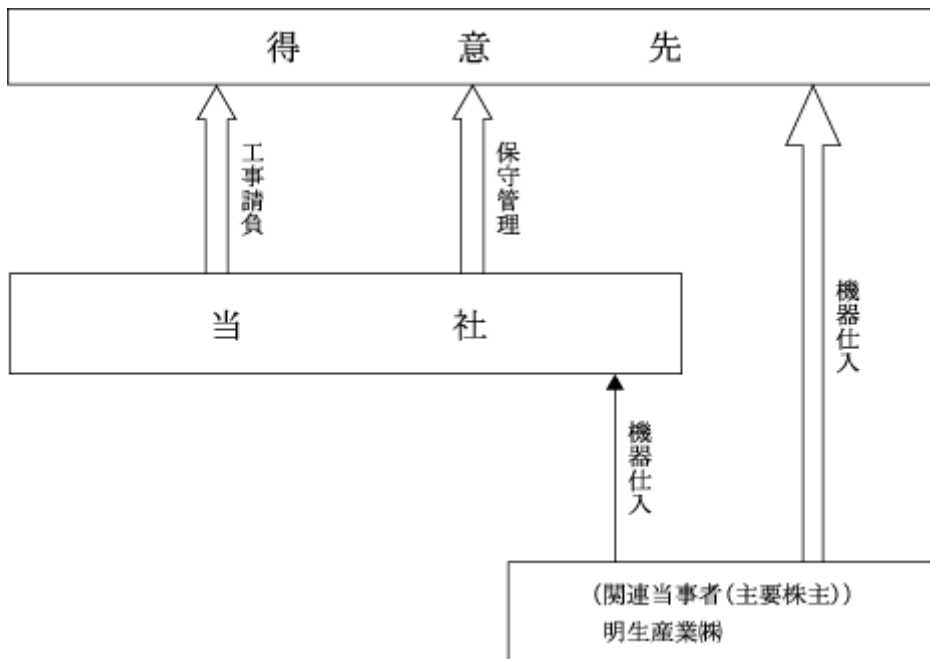 得意先
工事請負
保守管理
機器仕入
当社
機器仕入
(関連当事者(主要株主))
明生産業㈱